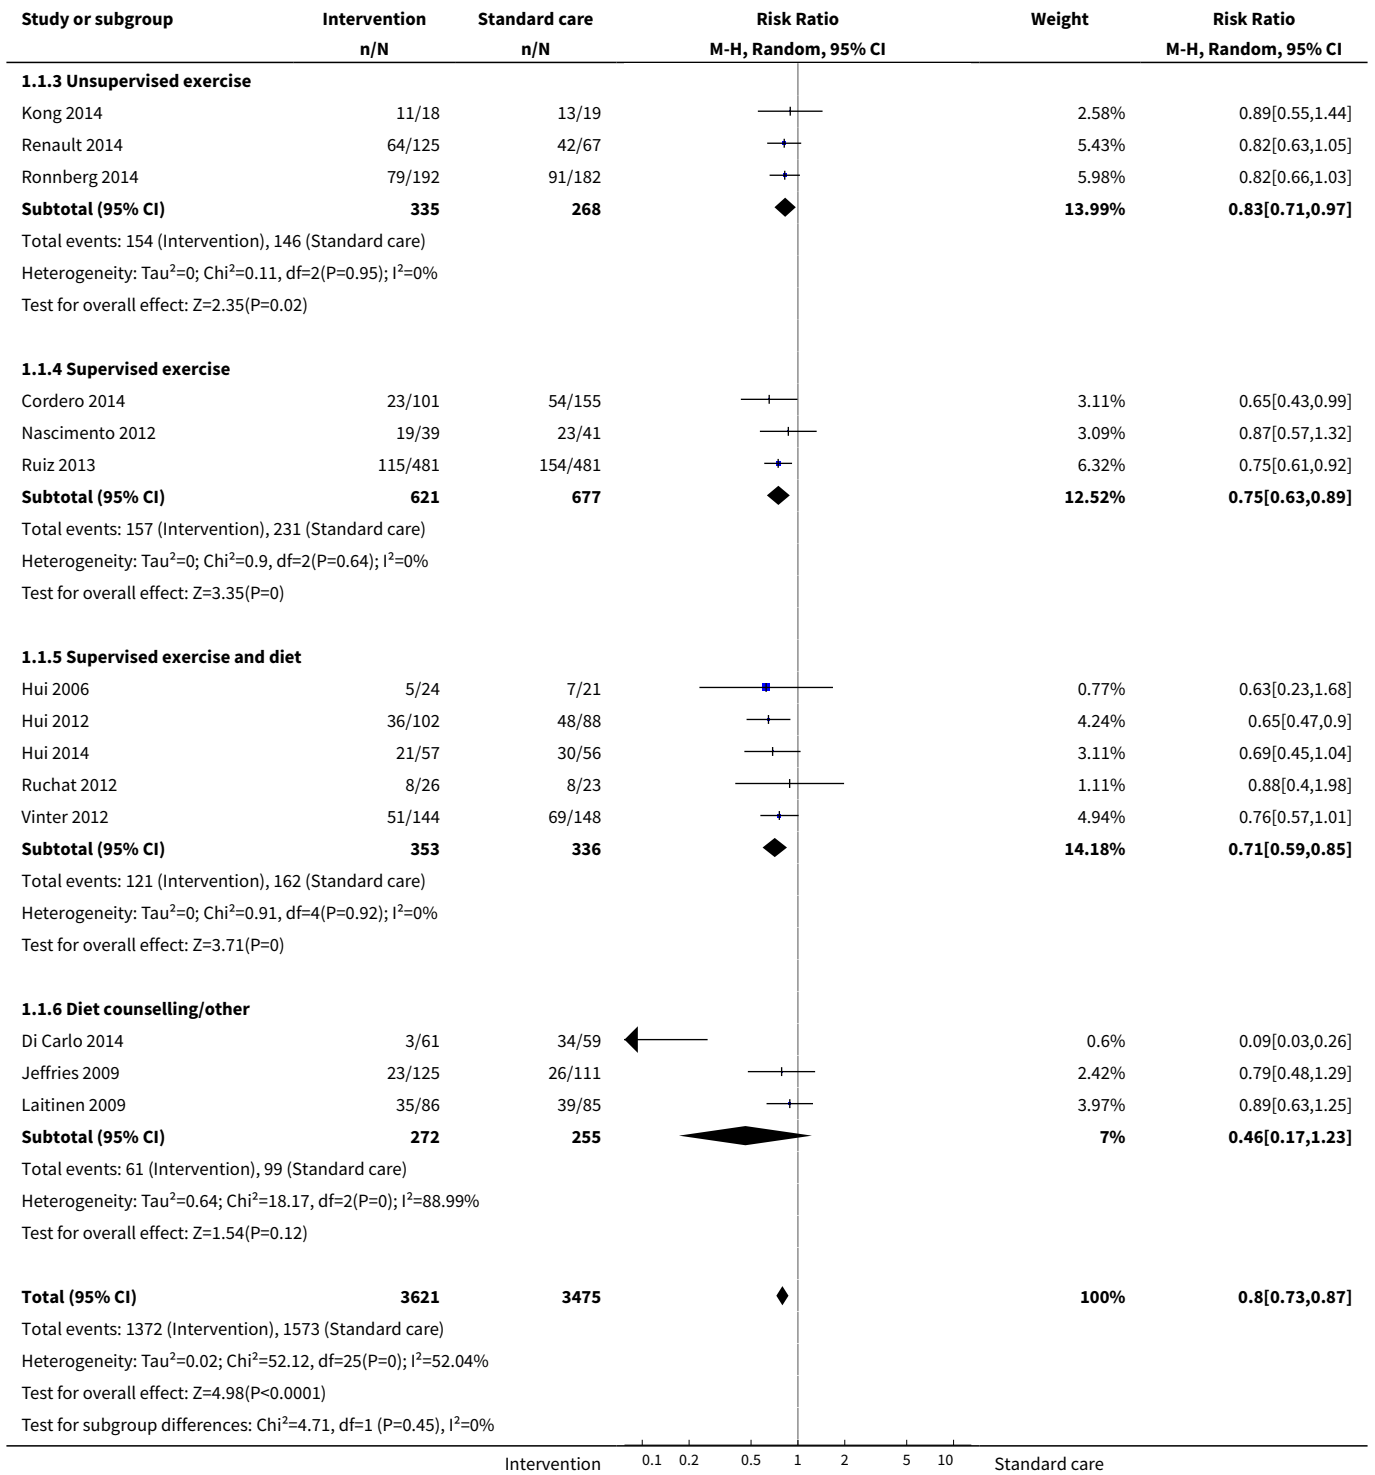 Study or subgroup Intervention Standard care Risk Ratio Weight Risk Ratio
n/N n/N M-H, Random, 95% CI M-H, Random, 95% CI
1.1.3 Unsupervised exercise
Kong 2014 11/18 13/19 2.58% 0.89[0.55,1.44]
Renault 2014 64/125 42/67 5.43% 0.82[0.63,1.05]
Ronnberg 2014 79/192 91/182 5.98% 0.82[0.66,1.03]
Subtotal (95% CI) 335 268 13.99% 0.83[0.71,0.97]
Total events: 154 (Intervention), 146 (Standard care)
Heterogeneity: Tau²=0; Chi²=0.11, df=2(P=0.95); I²=0%
Test for overall effect: Z=2.35(P=0.02)
1.1.4 Supervised exercise
Cordero 2014 23/101 54/155 3.11% 0.65[0.43,0.99]
Nascimento 2012 19/39 23/41 3.09% 0.87[0.57,1.32]
Ruiz 2013 115/481 154/481 6.32% 0.75[0.61,0.92]
Subtotal (95% CI) 621 677 12.52% 0.75[0.63,0.89]
Total events: 157 (Intervention), 231 (Standard care)
Heterogeneity: Tau²=0; Chi²=0.9, df=2(P=0.64); I²=0%
Test for overall effect: Z=3.35(P=0)
1.1.5 Supervised exercise and diet
Hui 2006 5/24 7/21 0.77% 0.63[0.23,1.68]
Hui 2012 36/102 48/88 4.24% 0.65[0.47,0.9]
Hui 2014 21/57 30/56 3.11% 0.69[0.45,1.04]
Ruchat 2012 8/26 8/23 1.11% 0.88[0.4,1.98]
Vinter 2012 51/144 69/148 4.94% 0.76[0.57,1.01]
Subtotal (95% CI) 353 336 14.18% 0.71[0.59,0.85]
Total events: 121 (Intervention), 162 (Standard care)
Heterogeneity: Tau²=0; Chi²=0.91, df=4(P=0.92); I²=0%
Test for overall effect: Z=3.71(P=0)
1.1.6 Diet counselling/other
Di Carlo 2014 3/61 34/59 0.6% 0.09[0.03,0.26]
Jeffries 2009 23/125 26/111 2.42% 0.79[0.48,1.29]
Laitinen 2009 35/86 39/85 3.97% 0.89[0.63,1.25]
Subtotal (95% CI) 272 255 7% 0.46[0.17,1.23]
Total events: 61 (Intervention), 99 (Standard care)
Heterogeneity: Tau²=0.64; Chi²=18.17, df=2(P=0); I²=88.99%
Test for overall effect: Z=1.54(P=0.12)
Total (95% CI) 3621 3475 100% 0.8[0.73,0.87]
Total events: 1372 (Intervention), 1573 (Standard care)
Heterogeneity: Tau²=0.02; Chi²=52.12, df=25(P=0); I²=52.04%
Test for overall effect: Z=4.98(P<0.0001)
Test for subgroup differences: Chi²=4.71, df=1 (P=0.45), I²=0%
Intervention 0.1 0.2 0.5 1 2 5 10 Standard care